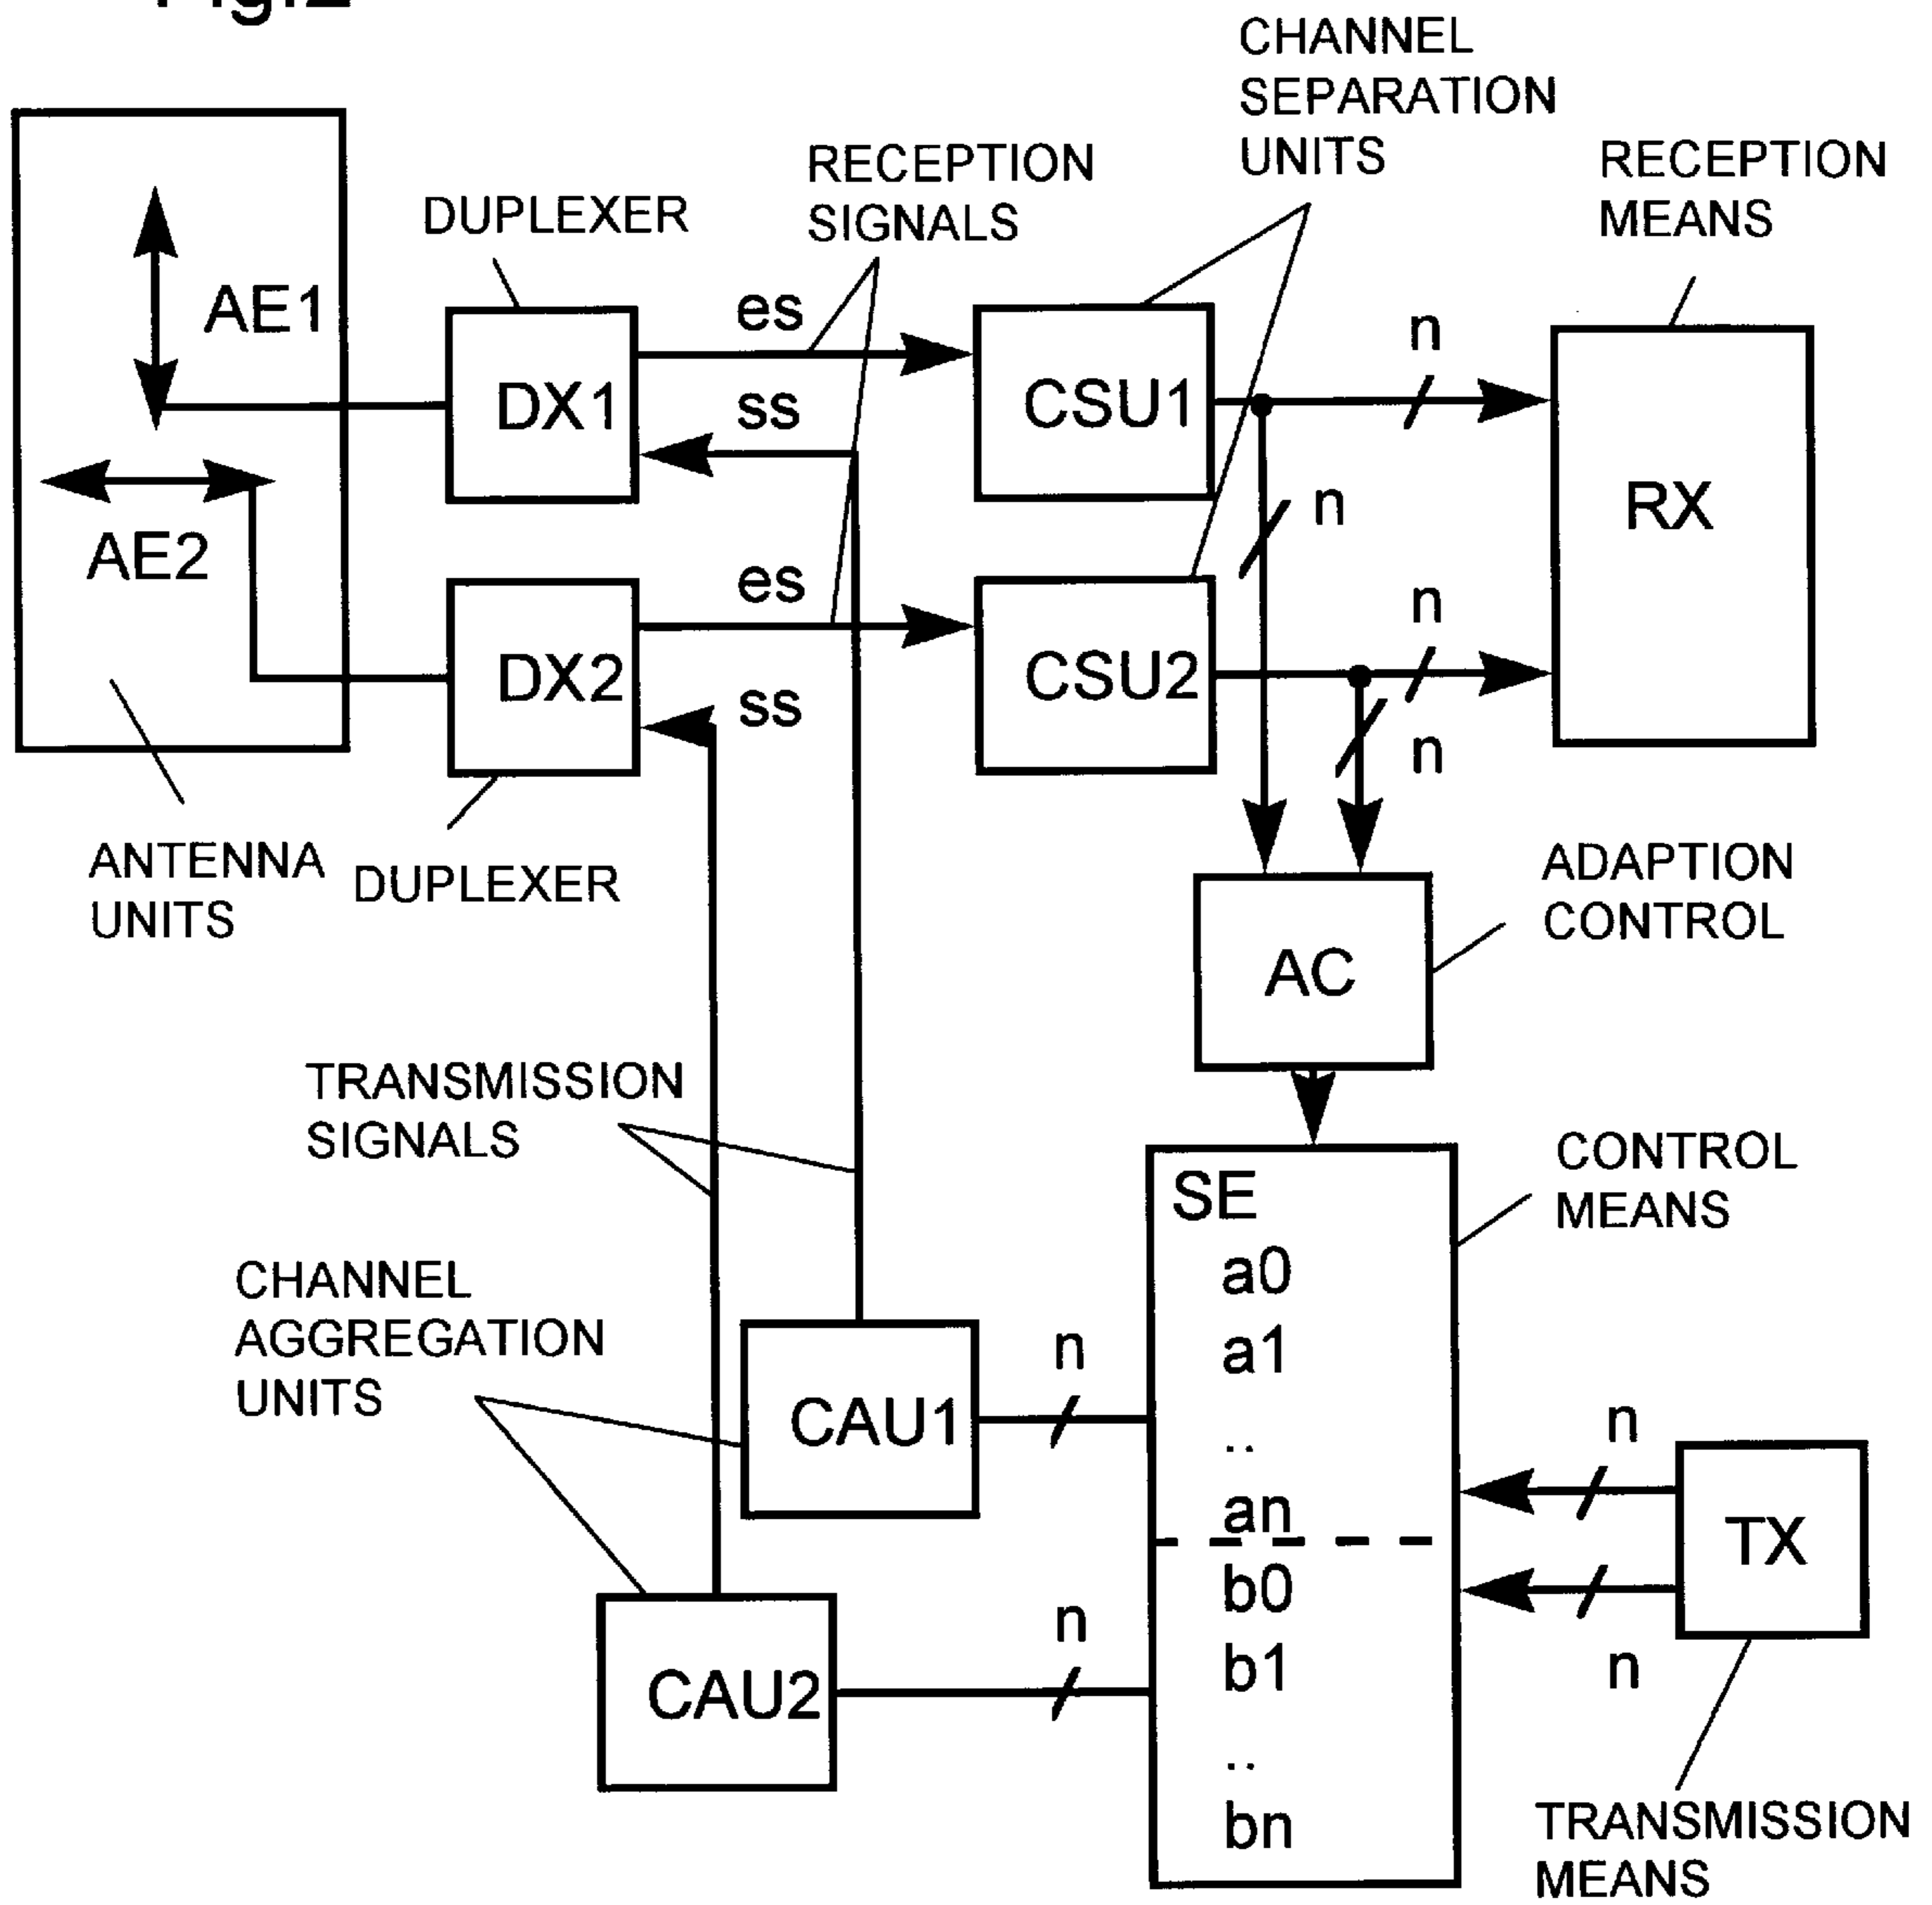 Fig.2
CHANNEL
SEPARATION
UNITS
RECEPTION
SIGNALS
RECEPTION
MEANS
DUPLEXER
AE1
es
n
DX1
ss
CSU1
n
RX
AE2
es
n
DX2
ss
CSU2
n
ANTENNA
UNITS
DUPLEXER
ADAPTION
CONTROL
AC
TRANSMISSION
SIGNALS
CONTROL
MEANS
SE
a0
a1
..
an
b0
b1
..
bn
CHANNEL
AGGREGATION
UNITS
n
CAU1
n
TX
n
n
CAU2
TRANSMISSION
MEANS